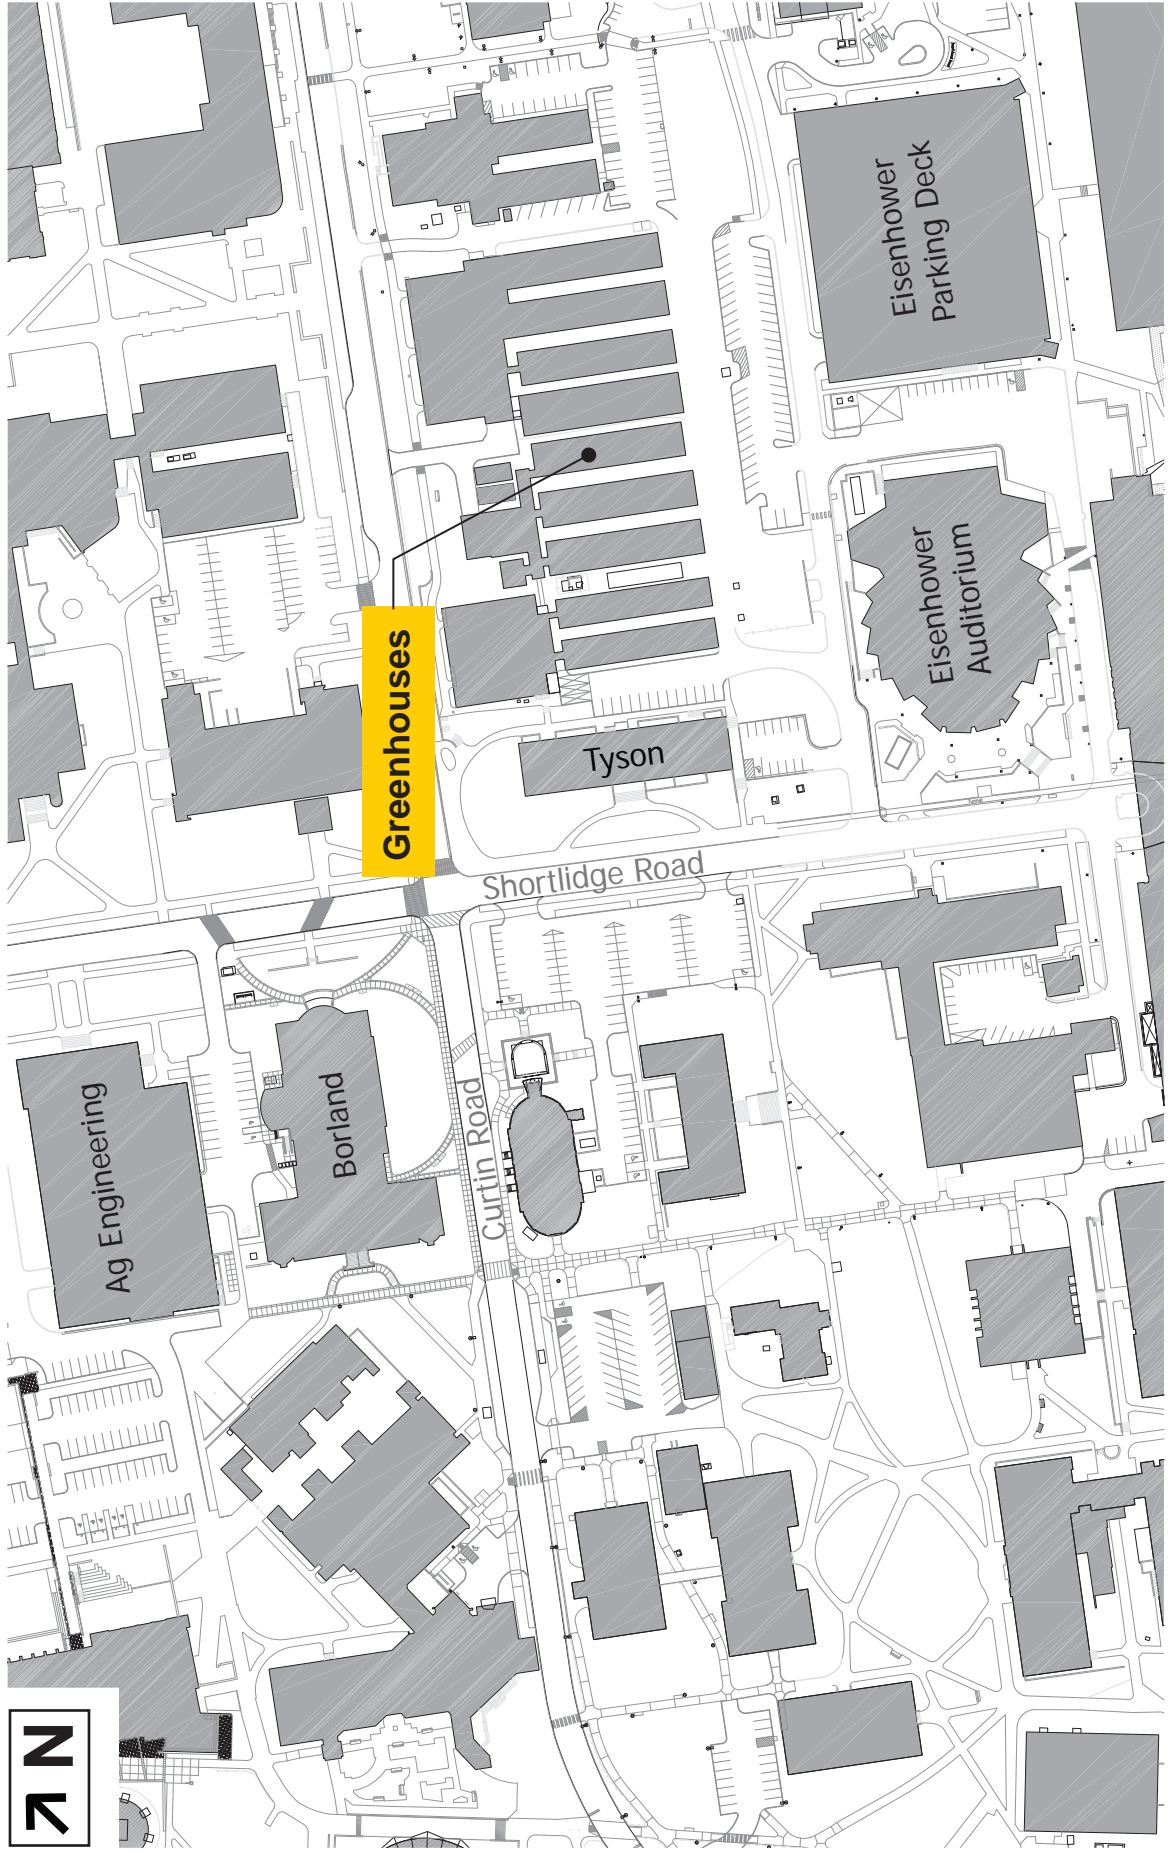 Eisenhower
Parking Deck
Eisenhower
Auditorium
Greenhouses
Tyson
Shortlidge Road
Curtin Road
Borland
Ag Engineering
N